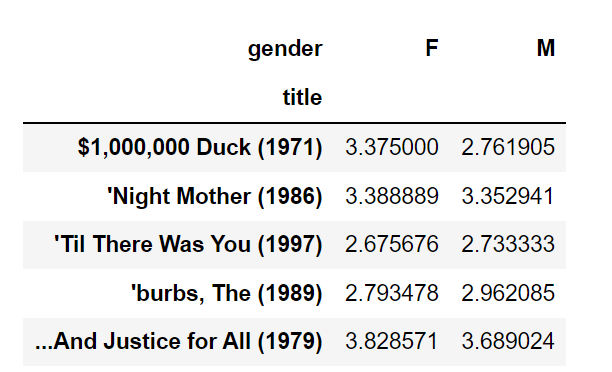 gender F M
title
$1,000,000 Duck (1971) 3.375000 2.761905
'Night Mother (1986) 3.388889 3.352941
'Til There Was You (1997) 2.675676 2.733333
'burbs, The (1989) 2.793478 2.962085
...And Justice for All (1979) 3.828571 3.689024